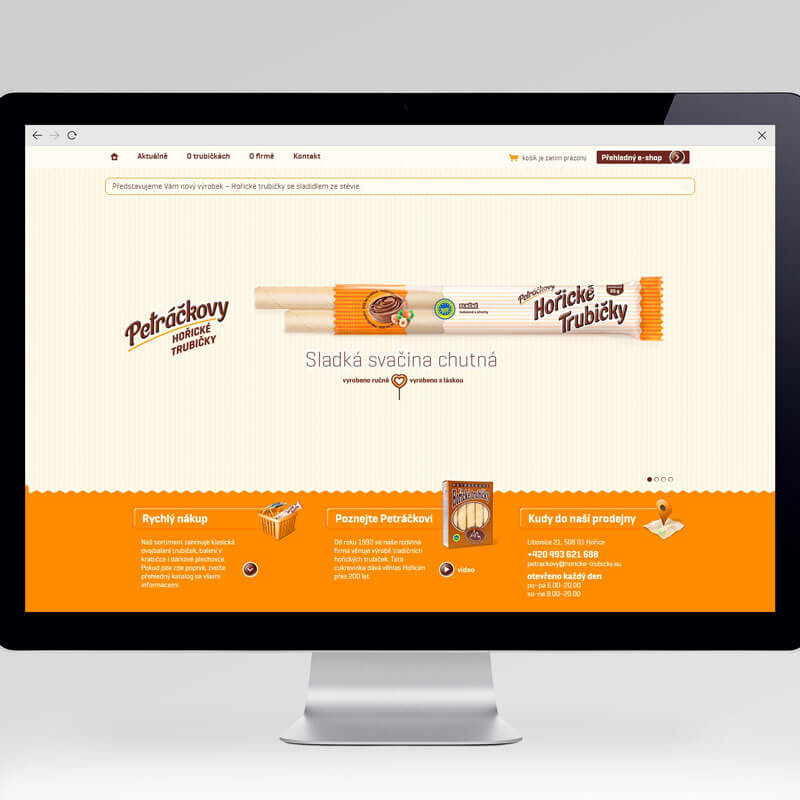 Aktuálně O trubičkách O firmě Kontakt košík je zatím prázdný Přehledný e-shop
Představujeme Vám nový výrobek – Hořické trubičky se sladidlem ze stévie
Petráčkovy
HOŘICKÉ
TRUBIČKY
Petráčkovy
Hořické
Trubičky
Sladká svačina chutná
vyrobeno ručně vyrobeno s láskou
Rychlý nákup
Náš sortiment zahrnuje klasická
dvojbalení trubiček, balení v
krabičce i dárkové plechovce.
Pokud jste zde poprvé, zvolte
přehledný katalog se všemi
informacemi.
Poznejte Petráčkovi
Od roku 1992 se naše rodinná
firma věnuje výrobě tradičních
hořických trubiček. Tato
cukrovinka dává věhlas Hořicím
přes 200 let.
video
Kudy do naší prodejny
Libonice 21, 508 01 Hořice
+420 493 621 688
petrackovy@horicke-trubicky.eu
otevřeno každý den
po-pá 6.00-20.00
so-ne 8.00-20.00